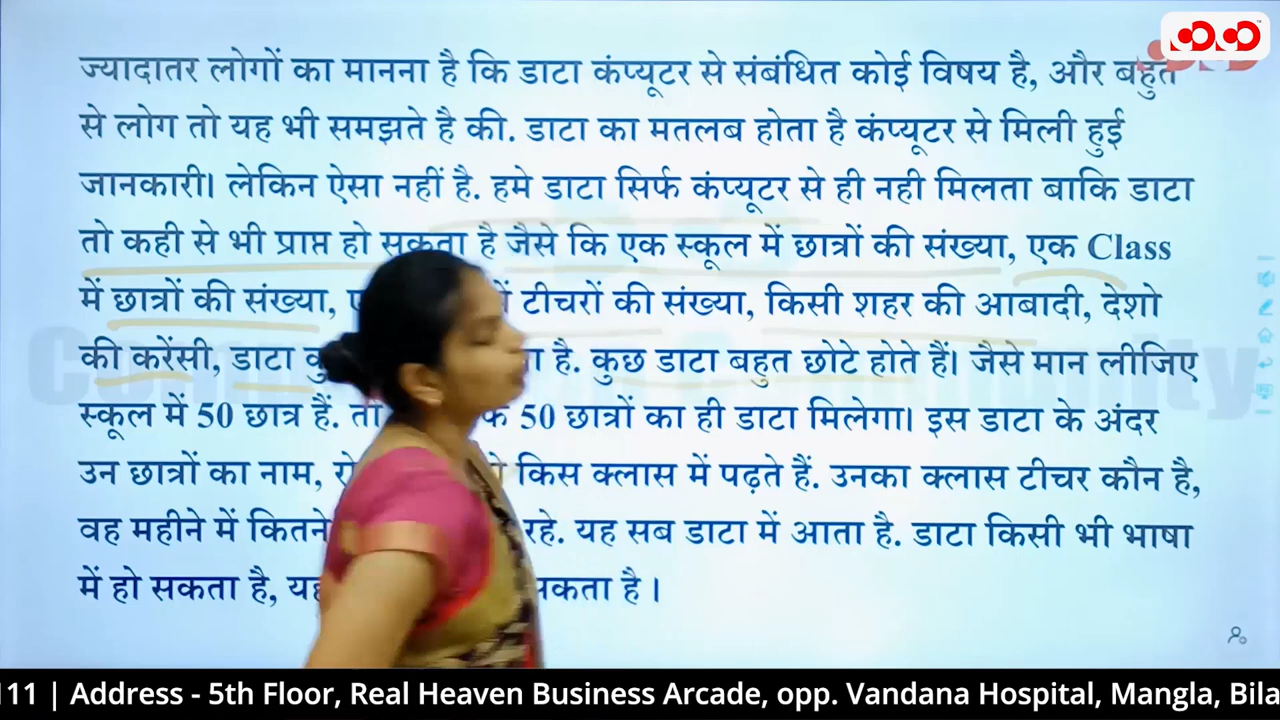 ज्यादातर लोगों का मानना है कि डाटा कंप्यूटर से संबंधित कोई विषय है, और बहुत
से लोग तो यह भी समझते है की. डाटा का मतलब होता है कंप्यूटर से मिली हुई
जानकारी। लेकिन ऐसा नहीं है. हमे डाटा सिर्फ कंप्यूटर से ही नही मिलता बाकि डाटा
तो कही से भी प्राप्त हो सकता है जैसे कि एक स्कूल में छात्रों की संख्या, एक Class
में छात्रों की संख्या, टीचरों की संख्या, किसी शहर की आबादी, देशो
की करेंसी, डाटा है. कुछ डाटा बहुत छोटे होते हैं। जैसे मान लीजिए
स्कूल में 50 छात्र हैं. 50 छात्रों का ही डाटा मिलेगा। इस डाटा के अंदर
उन छात्रों का नाम, किस क्लास में पढ़ते हैं. उनका क्लास टीचर कौन है,
वह महीने में कितने रहे. यह सब डाटा में आता है. डाटा किसी भी भाषा
में हो सकता है, है ।
111 | Address - 5th Floor, Real Heaven Business Arcade, opp. Vandana Hospital, Mangla, Bila